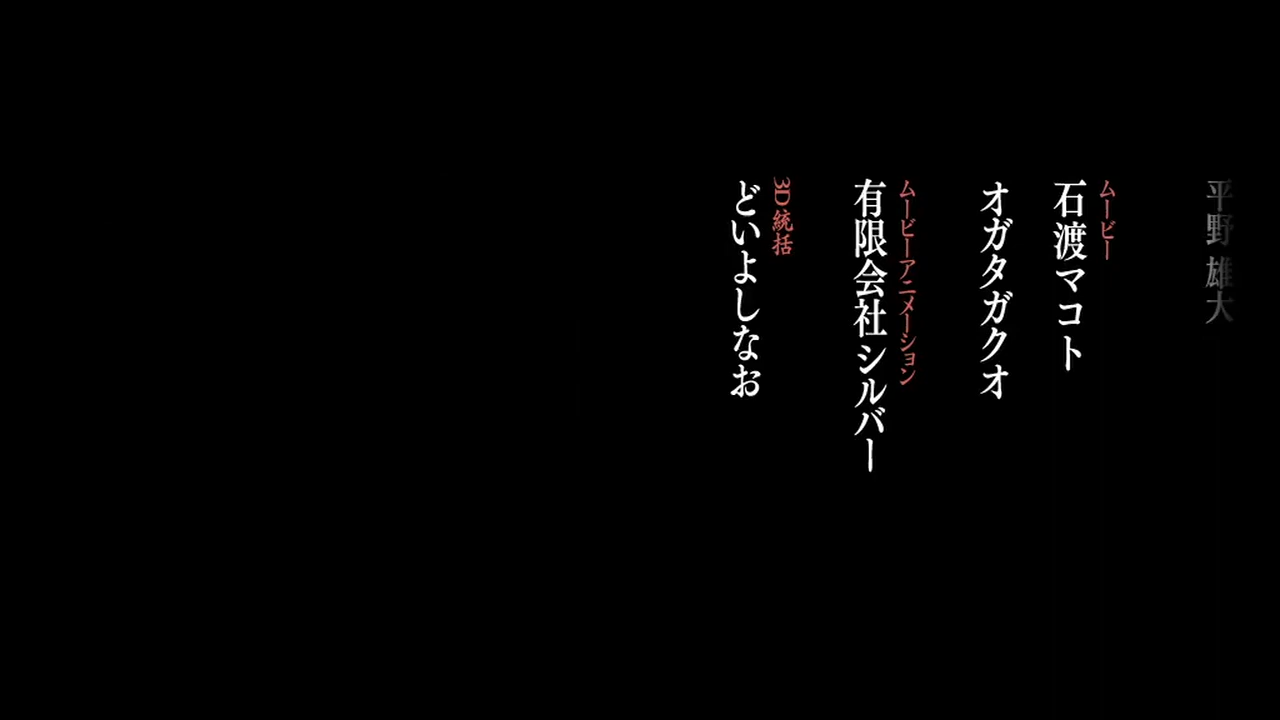 平野 雄大
ムービー
石渡マコト
オガタガクオ
ムービーアニメーション
有限会社シルバー
3D 統括
どいよしなお